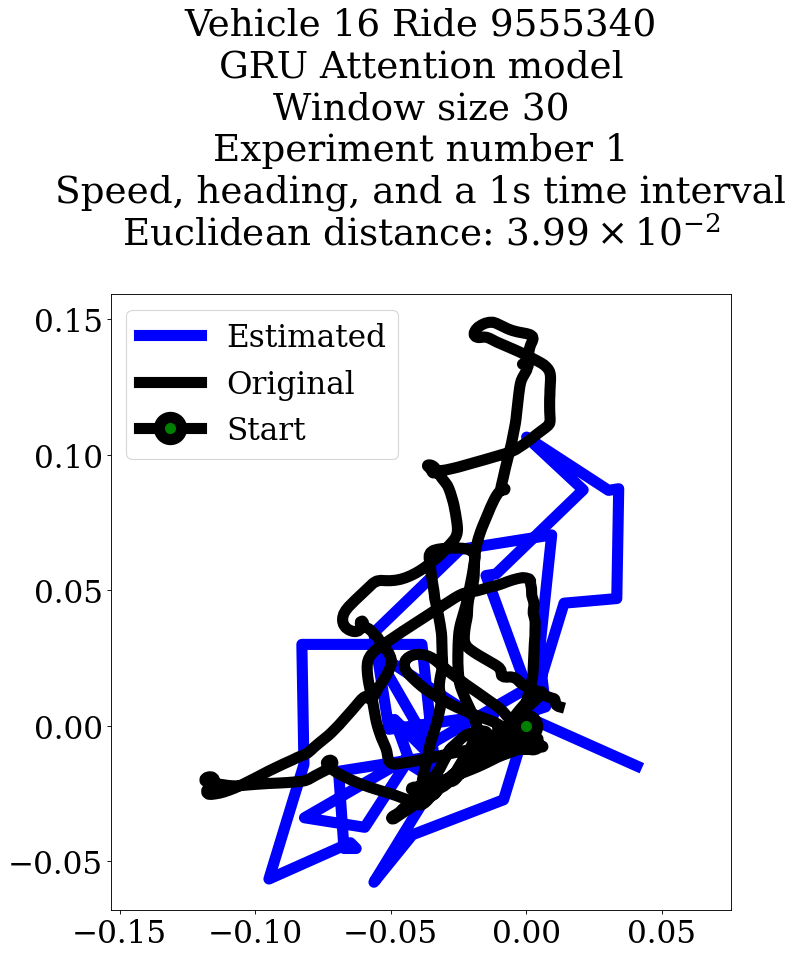 Vehicle 16 Ride 9555340
GRU Attention model
Window size 30
Experiment number 1
Speed, heading, and a 1s time interval
Euclidean distance: 3.99 × 10⁻²
Estimated
Original
Start
0.15
0.10
0.05
0.00
−0.05
−0.15
−0.10
−0.05
0.00
0.05